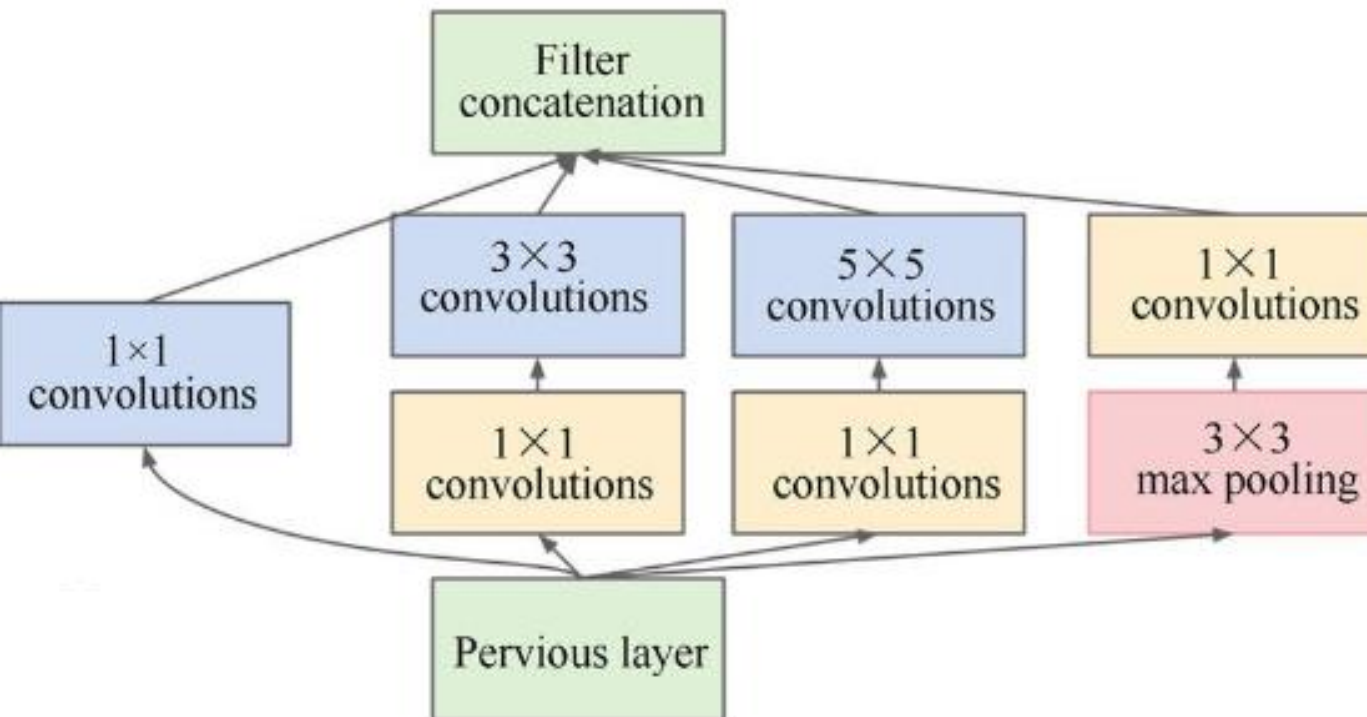 Filter
concatenation
3×3
convolutions
5×5
convolutions
1×1
convolutions
1×1
convolutions
1×1
convolutions
1×1
convolutions
3×3
max pooling
Pervious layer